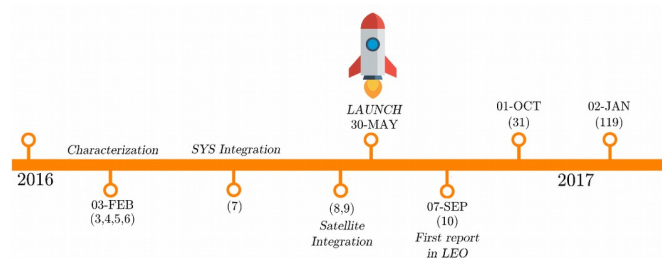 LAUNCH
30-MAY
01-OCT
(31)
02-JAN
(119)
Characterization
SYS Integration
2016
2017
03-FEB
(3,4,5,6)
(7)
(8,9)
Satellite
Integration
07-SEP
(10)
First report
in LEO